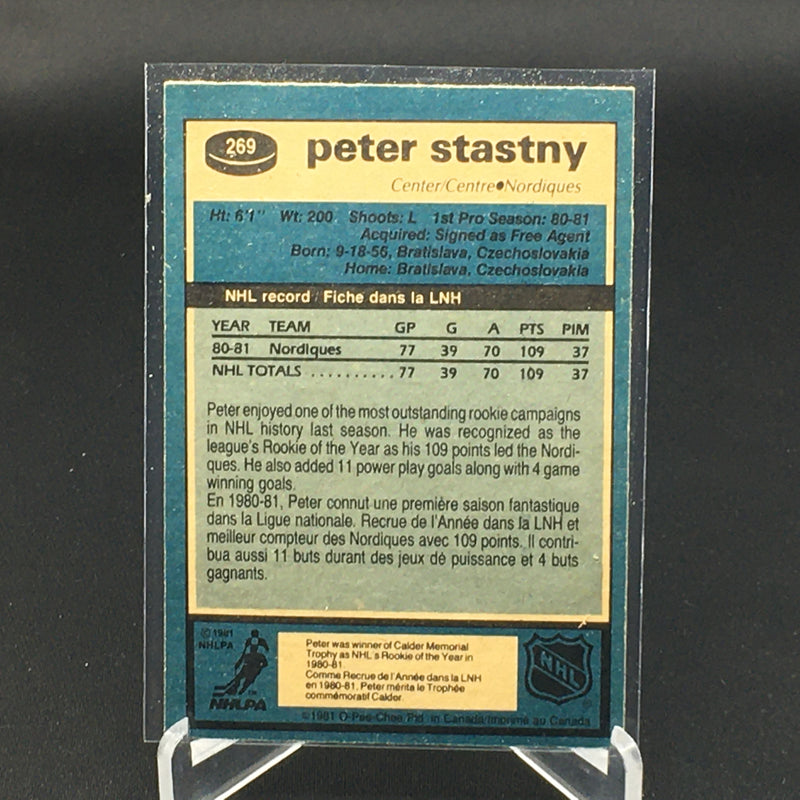 269
peter stastny
Center/Centre•Nordiques
Ht: 6'1" Wt: 200 Shoots: L 1st Pro Season: 80-81
Acquired: Signed as Free Agent
Born: 9-18-56, Bratislava, Czechoslovakia
Home: Bratislava, Czechoslovakia
NHL record / Fiche dans la LNH
YEAR TEAM GP G A PTS PIM
80-81 Nordiques 77 39 70 109 37
NHL TOTALS .......... 77 39 70 109 37
Peter enjoyed one of the most outstanding rookie campaigns
in NHL history last season. He was recognized as the
league's Rookie of the Year as his 109 points led the Nordi-
ques. He also added 11 power play goals along with 4 game
winning goals.
En 1980-81, Peter connut une première saison fantastique
dans la Ligue nationale. Recrue de l'Année dans la LNH et
meilleur compteur des Nordiques avec 109 points. Il contri-
bua aussi 11 buts durant des jeux de puissance et 4 buts
gagnants.
© 1981
NHLPA
NHLPA
TM
Peter was winner of Calder Memorial
Trophy as NHL's Rookie of the Year in
1980-81.
Comme Recrue de l'Année dans la LNH
en 1980-81, Peter mérita le Trophée
commémoratif Calder.
NHL
©1981 O-Pee-Chee Ptd. in Canada/Imprimé au Canada